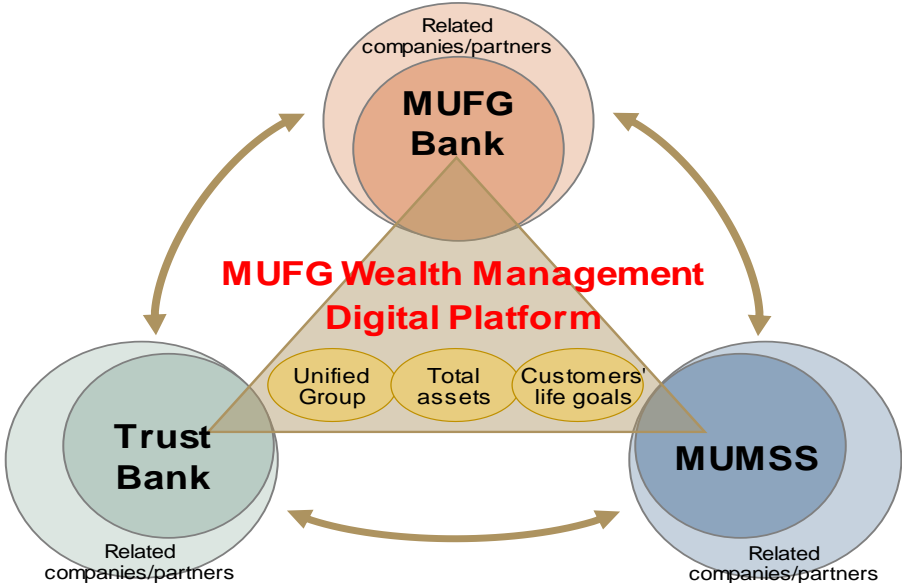 Related
companies/partners
MUFG
Bank
MUFG Wealth Management
Digital Platform
Unified
Group
Total
assets
Customers'
life goals
Trust
Bank
MUMSS
Related
companies/partners
Related
companies/partners